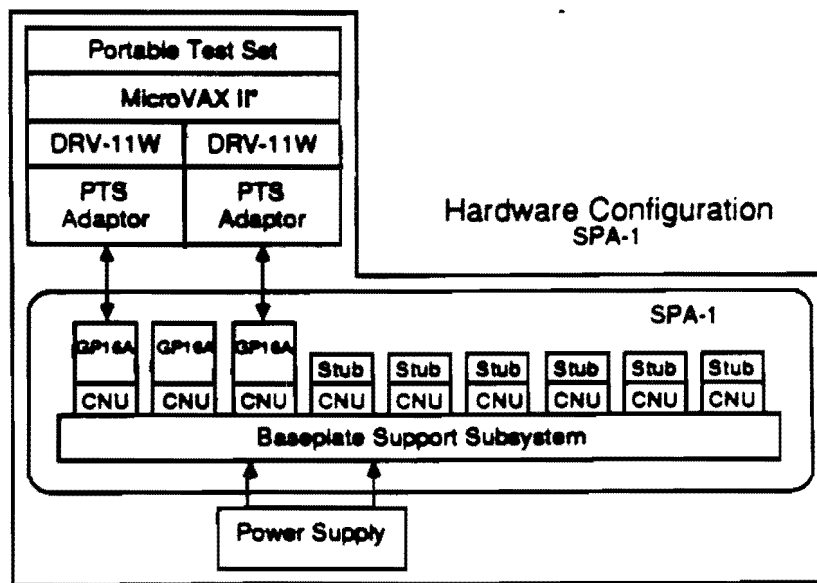 Portable Test Set
MicroVAX II*
DRV-11W DRV-11W
PTS Adaptor PTS Adaptor
Hardware Configuration
SPA-1
SPA-1
GP16A GP16A GP16A
Stub Stub Stub Stub Stub Stub
CNU CNU CNU CNU CNU CNU CNU CNU CNU
Baseplate Support Subsystem
Power Supply